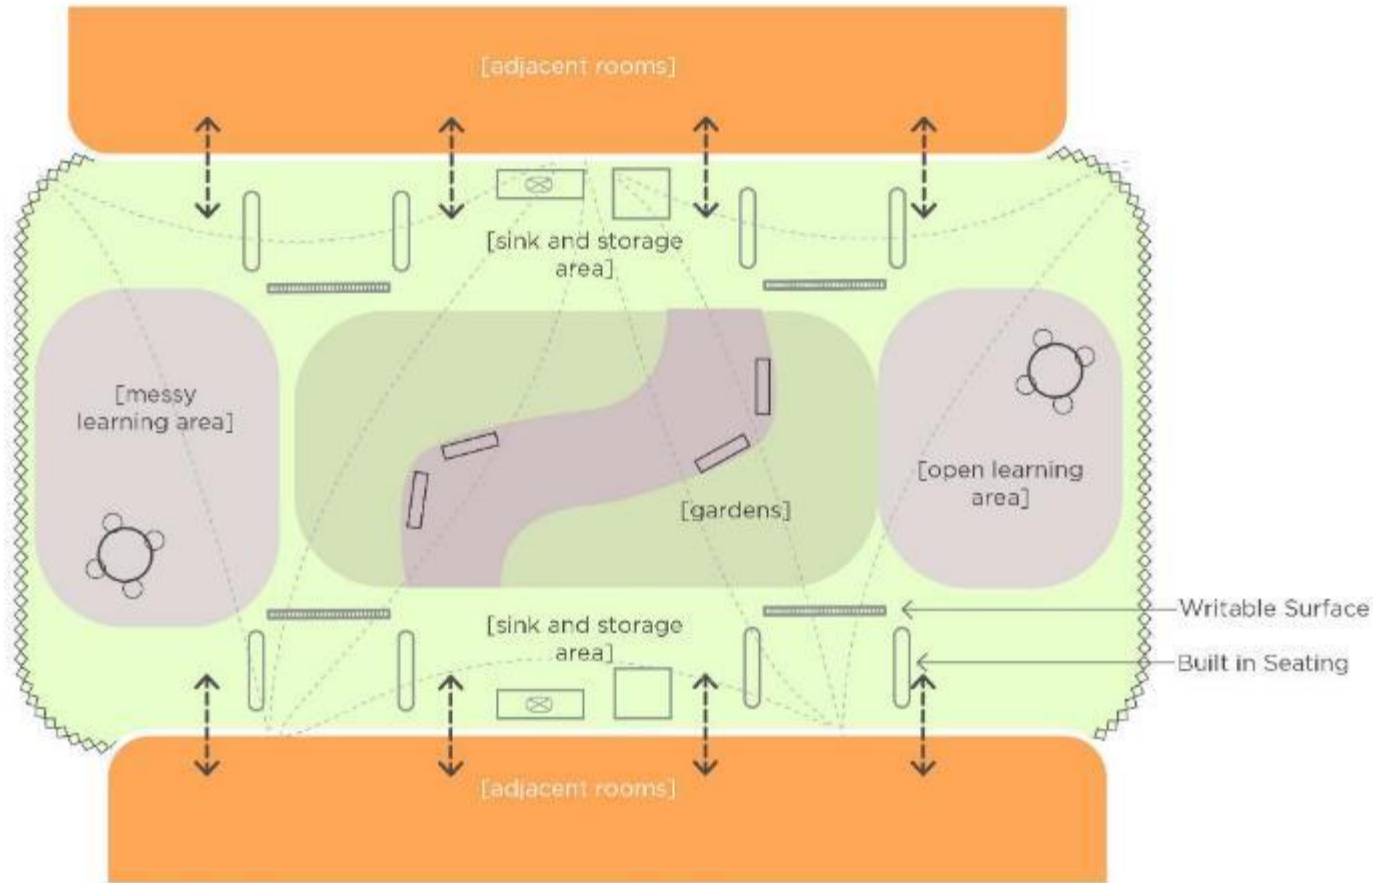 [adjacent rooms]
[sink and storage
area]
[messy
learning area]
[open learning
area]
[gardens]
Writable Surface
[sink and storage
area]
Built in Seating
[adjacent rooms]